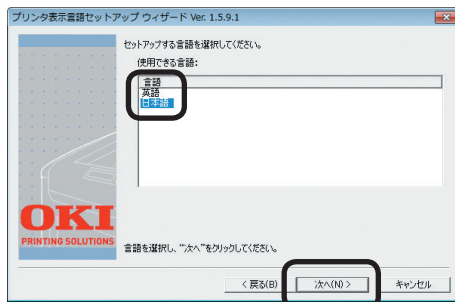 プリンタ表示言語セットアップ ウィザード Ver. 1.5.9.1
セットアップする言語を選択してください。
使用できる言語:
言語
英語
日本語
OKI
PRINTING SOLUTIONS
言語を選択し、"次へ"をクリックしてください。
< 戻る(B)
次へ(N) >
キャンセル